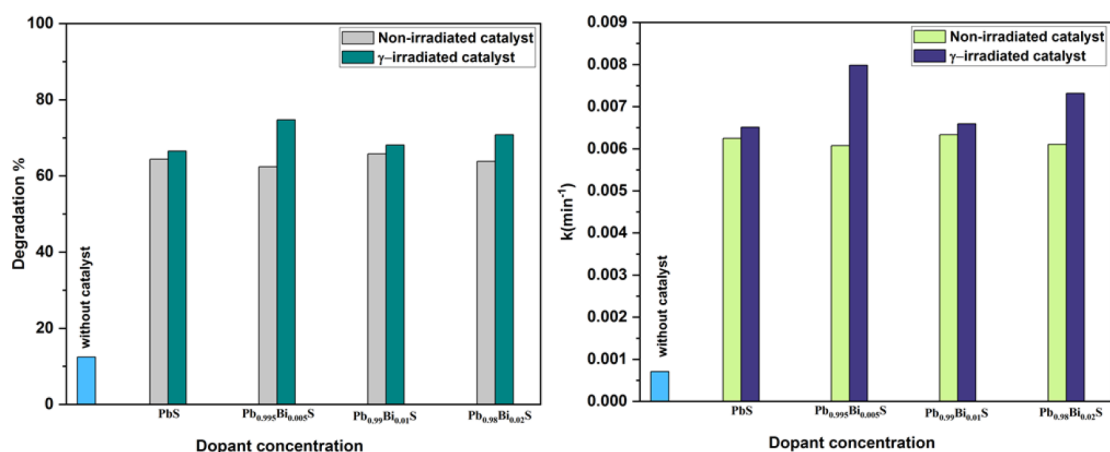 100
80
60
40
20
0
Degradation %
Non-irradiated catalyst
γ–irradiated catalyst
without catalyst
PbS
Pb0.995Bi0.005S
Pb0.99Bi0.01S
Pb0.98Bi0.02S
Dopant concentration
0.009
0.008
0.007
0.006
0.005
0.004
0.003
0.002
0.001
0.000
k(min-1)
Non-irradiated catalyst
γ–irradiated catalyst
without catalyst
PbS
Pb0.995Bi0.005S
Pb0.99Bi0.01S
Pb0.98Bi0.02S
Dopant concentration